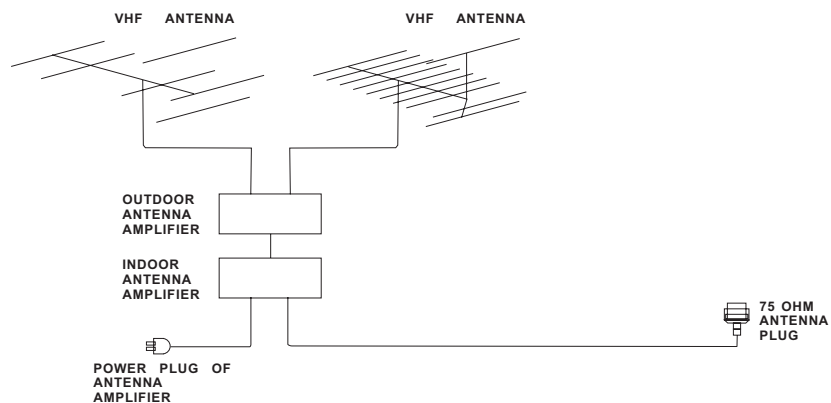 VHF ANTENNA
VHF ANTENNA
OUTDOOR
ANTENNA
AMPLIFIER
INDOOR
ANTENNA
AMPLIFIER
75 OHM
ANTENNA
PLUG
POWER PLUG OF
ANTENNA
AMPLIFIER